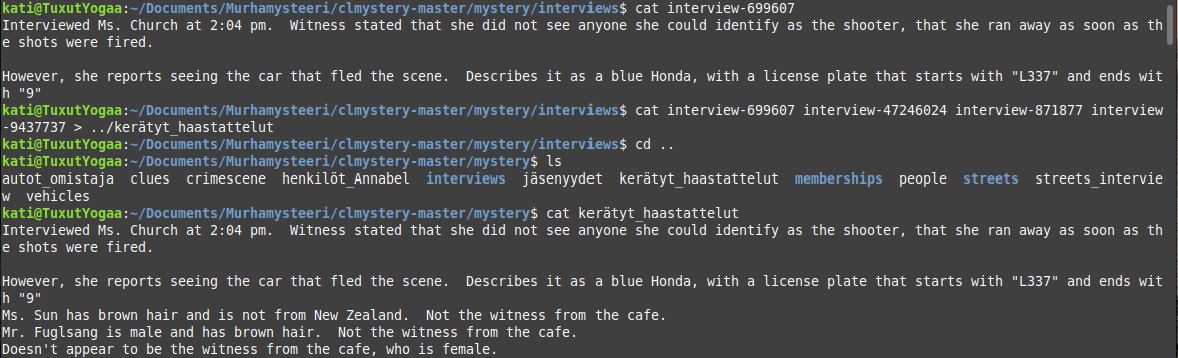 kati@TuxutYogaa:~/Documents/Murhamysteeri/clmystery-master/mystery/interviews$ cat interview-699607
Interviewed Ms. Church at 2:04 pm.  Witness stated that she did not see anyone she could identify as the shooter, that she ran away as soon as th
e shots were fired.

However, she reports seeing the car that fled the scene.  Describes it as a blue Honda, with a license plate that starts with "L337" and ends wit
h "9"
kati@TuxutYogaa:~/Documents/Murhamysteeri/clmystery-master/mystery/interviews$ cat interview-699607 interview-47246024 interview-871877 interview
-9437737 > ../kerätyt_haastattelut
kati@TuxutYogaa:~/Documents/Murhamysteeri/clmystery-master/mystery/interviews$ cd ..
kati@TuxutYogaa:~/Documents/Murhamysteeri/clmystery-master/mystery$ ls
autot_omistaja  clues  crimescene  henkilöt_Annabel  interviews  jäsenyydet  kerätyt_haastattelut  memberships  people  streets  streets_intervie
w  vehicles
kati@TuxutYogaa:~/Documents/Murhamysteeri/clmystery-master/mystery$ cat kerätyt_haastattelut
Interviewed Ms. Church at 2:04 pm.  Witness stated that she did not see anyone she could identify as the shooter, that she ran away as soon as th
e shots were fired.

However, she reports seeing the car that fled the scene.  Describes it as a blue Honda, with a license plate that starts with "L337" and ends wit
h "9"
Ms. Sun has brown hair and is not from New Zealand.  Not the witness from the cafe.
Mr. Fuglsang is male and has brown hair.  Not the witness from the cafe.
Doesn't appear to be the witness from the cafe, who is female.